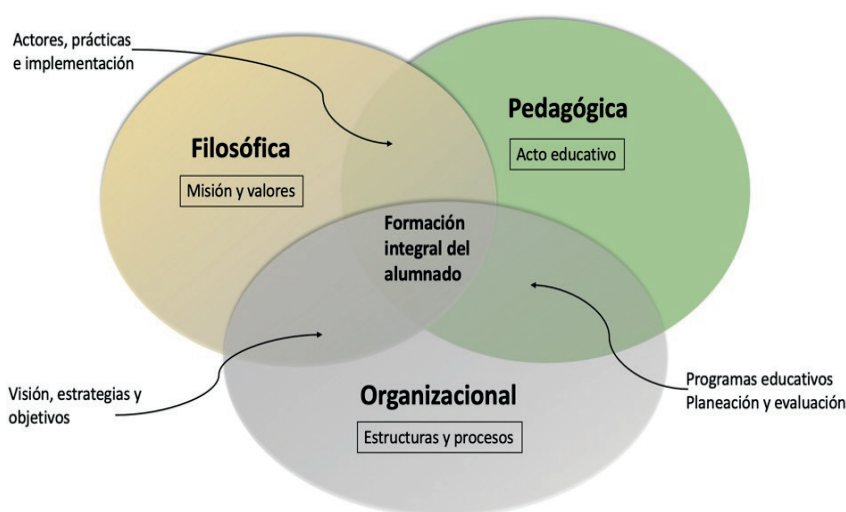 Actores, prácticas
e implementación
Pedagógica
Acto educativo
Filosófica
Misión y valores
Formación
integral del
alumnado
Visión, estrategias y
objetivos
Organizacional
Estructuras y procesos
Programas educativos
Planeación y evaluación